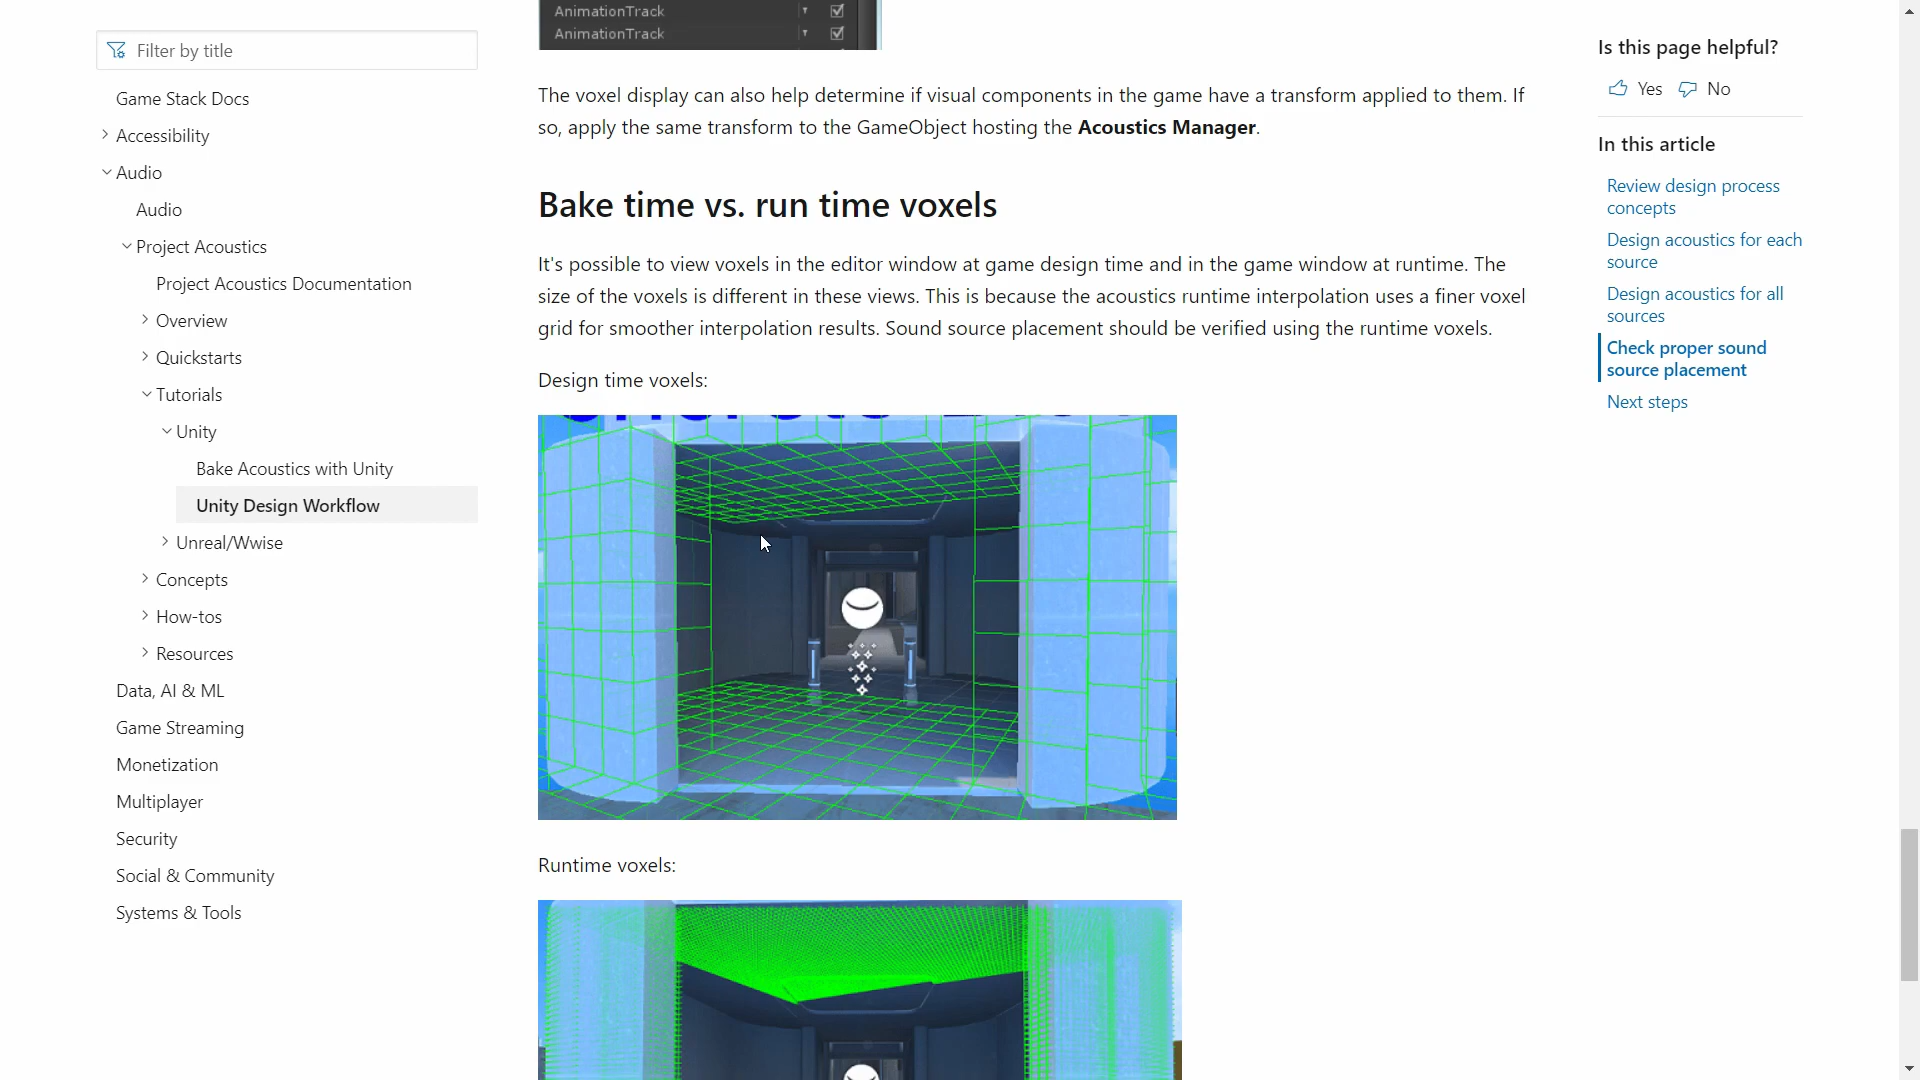 Filter by title
Game Stack Docs
Accessibility
Audio
Audio
Project Acoustics
Project Acoustics Documentation
Overview
Quickstarts
Tutorials
Unity
Bake Acoustics with Unity
Unity Design Workflow
Unreal/Wwise
Concepts
How-tos
Resources
Data, AI & ML
Game Streaming
Monetization
Multiplayer
Security
Social & Community
Systems & Tools
AnimationTrack
AnimationTrack
The voxel display can also help determine if visual components in the game have a transform applied to them. If
so, apply the same transform to the GameObject hosting the Acoustics Manager.
Bake time vs. run time voxels
It's possible to view voxels in the editor window at game design time and in the game window at runtime. The
size of the voxels is different in these views. This is because the acoustics runtime interpolation uses a finer voxel
grid for smoother interpolation results. Sound source placement should be verified using the runtime voxels.
Design time voxels:
Runtime voxels:
Is this page helpful?
Yes No
In this article
Review design process
concepts
Design acoustics for each
source
Design acoustics for all
sources
Check proper sound
source placement
Next steps